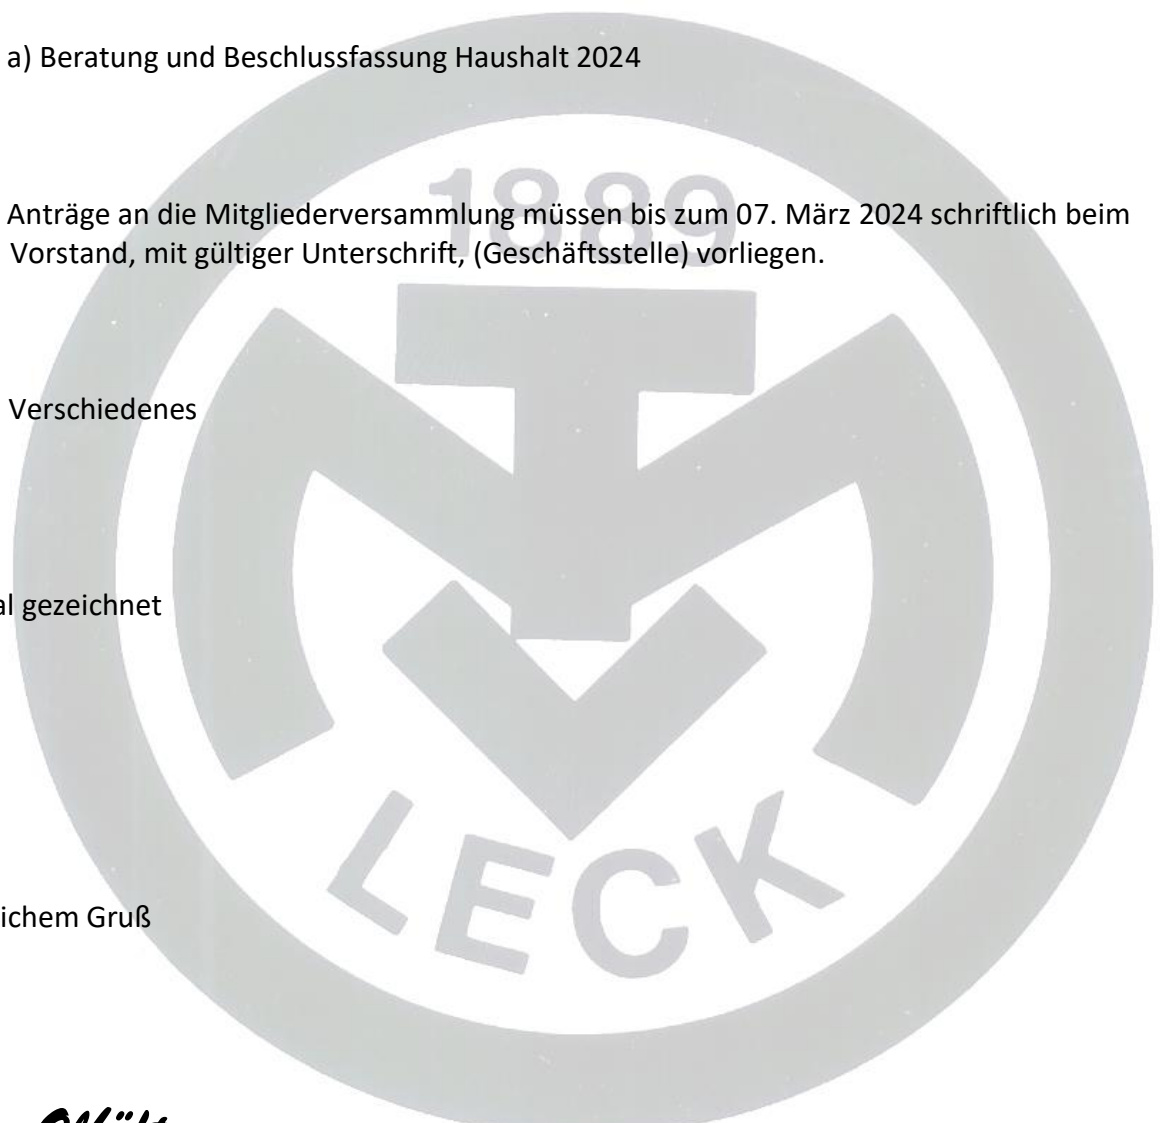 a) Beratung und Beschlussfassung Haushalt 2024
1889
Anträge an die Mitgliederversammlung müssen bis zum 07. März 2024 schriftlich beim
Vorstand, mit gültiger Unterschrift, (Geschäftsstelle) vorliegen.
MTV
Verschiedenes
al gezeichnet
LECK
ichem Gruß